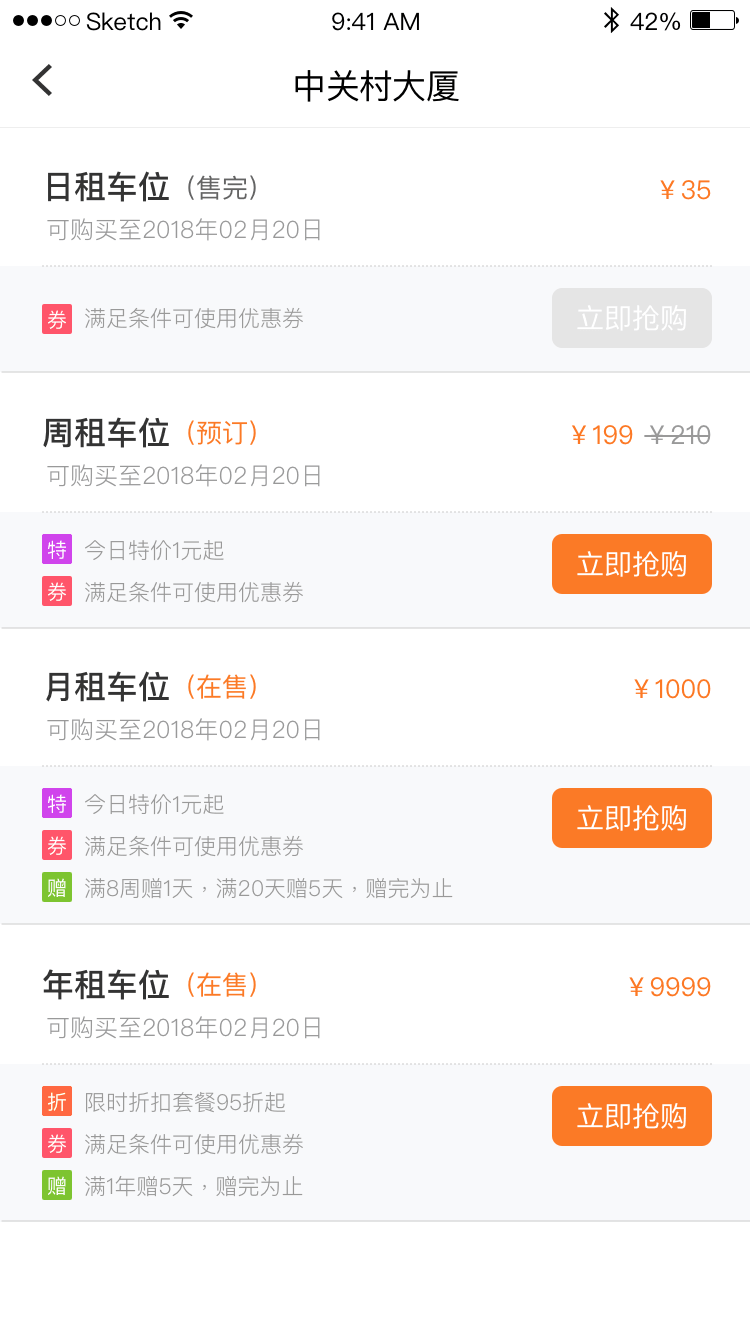 Sketch 9:41 AM 42%
中关村大厦
日租车位（售完） ¥ 35
可购买至2018年02月20日
券 满足条件可使用优惠券 立即抢购
周租车位（预订） ¥ 199 ¥ 210
可购买至2018年02月20日
特 今日特价1元起 立即抢购
券 满足条件可使用优惠券
月租车位（在售） ¥ 1000
可购买至2018年02月20日
特 今日特价1元起 立即抢购
券 满足条件可使用优惠券
赠 满8周赠1天，满20天赠5天，赠完为止
年租车位（在售） ¥ 9999
可购买至2018年02月20日
折 限时折扣套餐95折起 立即抢购
券 满足条件可使用优惠券
赠 满1年赠5天，赠完为止